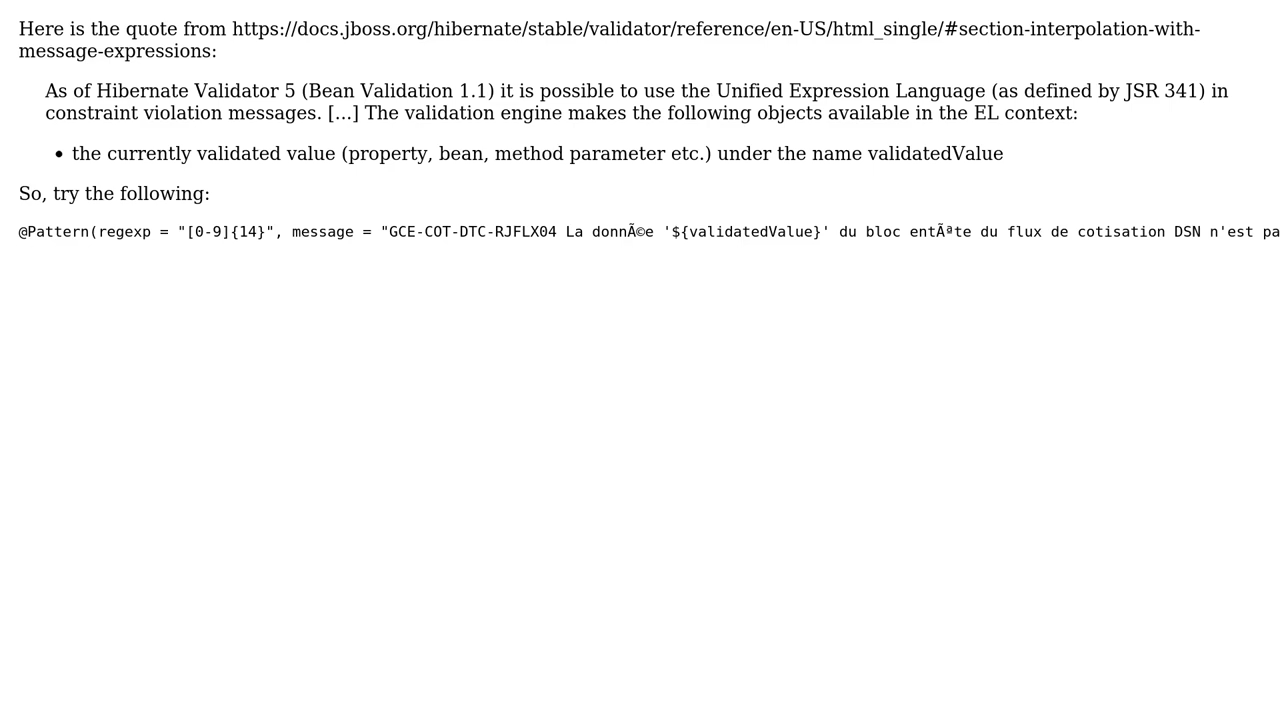 Here is the quote from https://docs.jboss.org/hibernate/stable/validator/reference/en-US/html_single/#section-interpolation-with-
message-expressions:
As of Hibernate Validator 5 (Bean Validation 1.1) it is possible to use the Unified Expression Language (as defined by JSR 341) in
constraint violation messages. [...] The validation engine makes the following objects available in the EL context:
• the currently validated value (property, bean, method parameter etc.) under the name validatedValue
So, try the following:
@Pattern(regexp = "[0-9]{14}", message = "GCE-COT-DTC-RJFLX04 La donnÃ©e '${validatedValue}' du bloc entÃªte du flux de cotisation DSN n'est pa